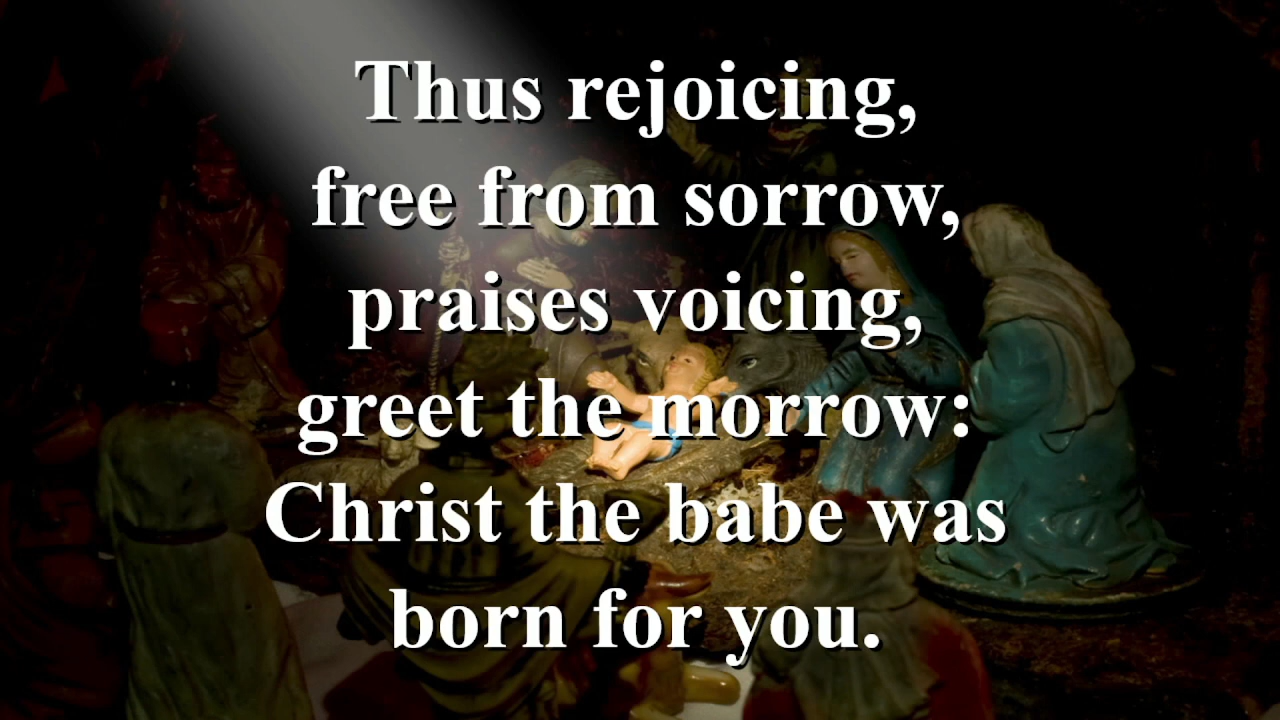 Thus rejoicing,
free from sorrow,
praises voicing,
greet the morrow:
Christ the babe was
born for you.